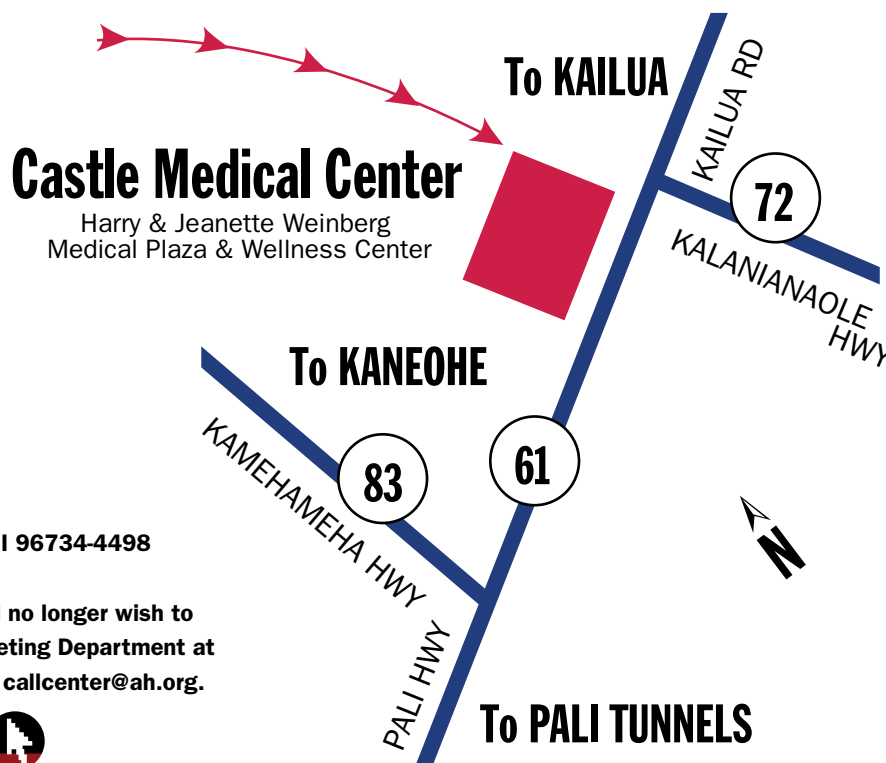 To KAILUA
KAILUA RD
Castle Medical Center
Harry & Jeanette Weinberg
Medical Plaza & Wellness Center
72
KALANIANAOLE
HWY
To KANEOHE
KAMEHAMEHA HWY
83
61
N
I 96734-4498
no longer wish to
eting Department at
callcenter@ah.org.
PALI HWY
To PALI TUNNELS